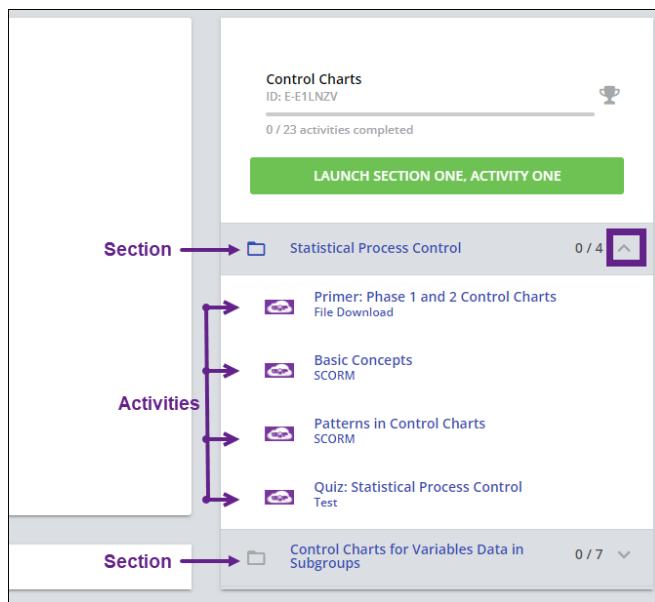 Control Charts
ID: E-E1LNZV
0 / 23 activities completed
LAUNCH SECTION ONE, ACTIVITY ONE
Section
Statistical Process Control
0 / 4
Primer: Phase 1 and 2 Control Charts
File Download
Basic Concepts
SCORM
Activities
Patterns in Control Charts
SCORM
Quiz: Statistical Process Control
Test
Section
Control Charts for Variables Data in
Subgroups
0 / 7